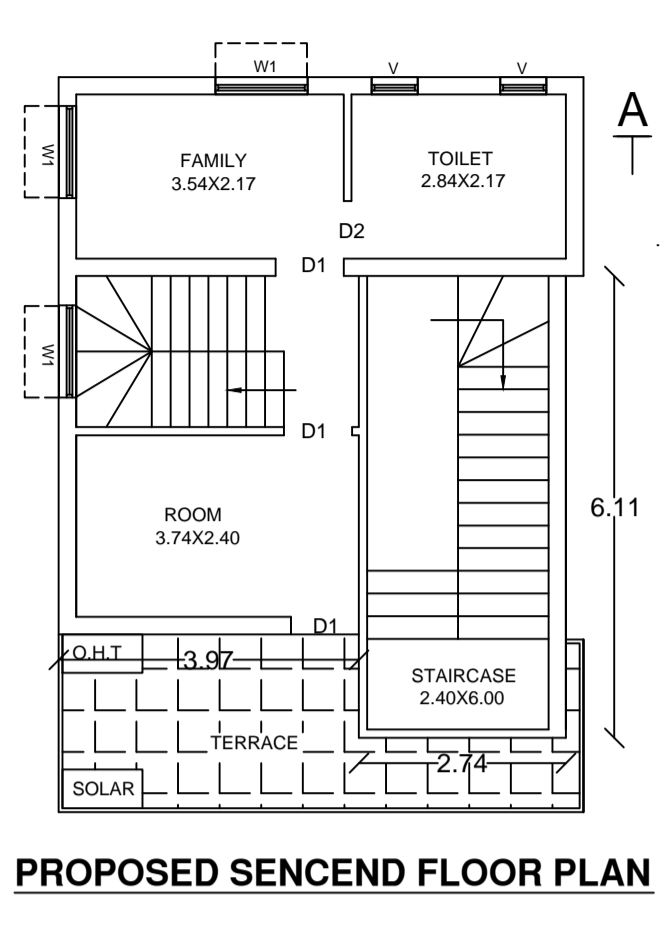 W1
V
V
A
W1
FAMILY
3.54X2.17
TOILET
2.84X2.17
D2
D1
W1
D1
6.11
ROOM
3.74X2.40
D1
O.H.T
3.97
STAIRCASE
2.40X6.00
TERRACE
2.74
SOLAR
PROPOSED SENCEND FLOOR PLAN